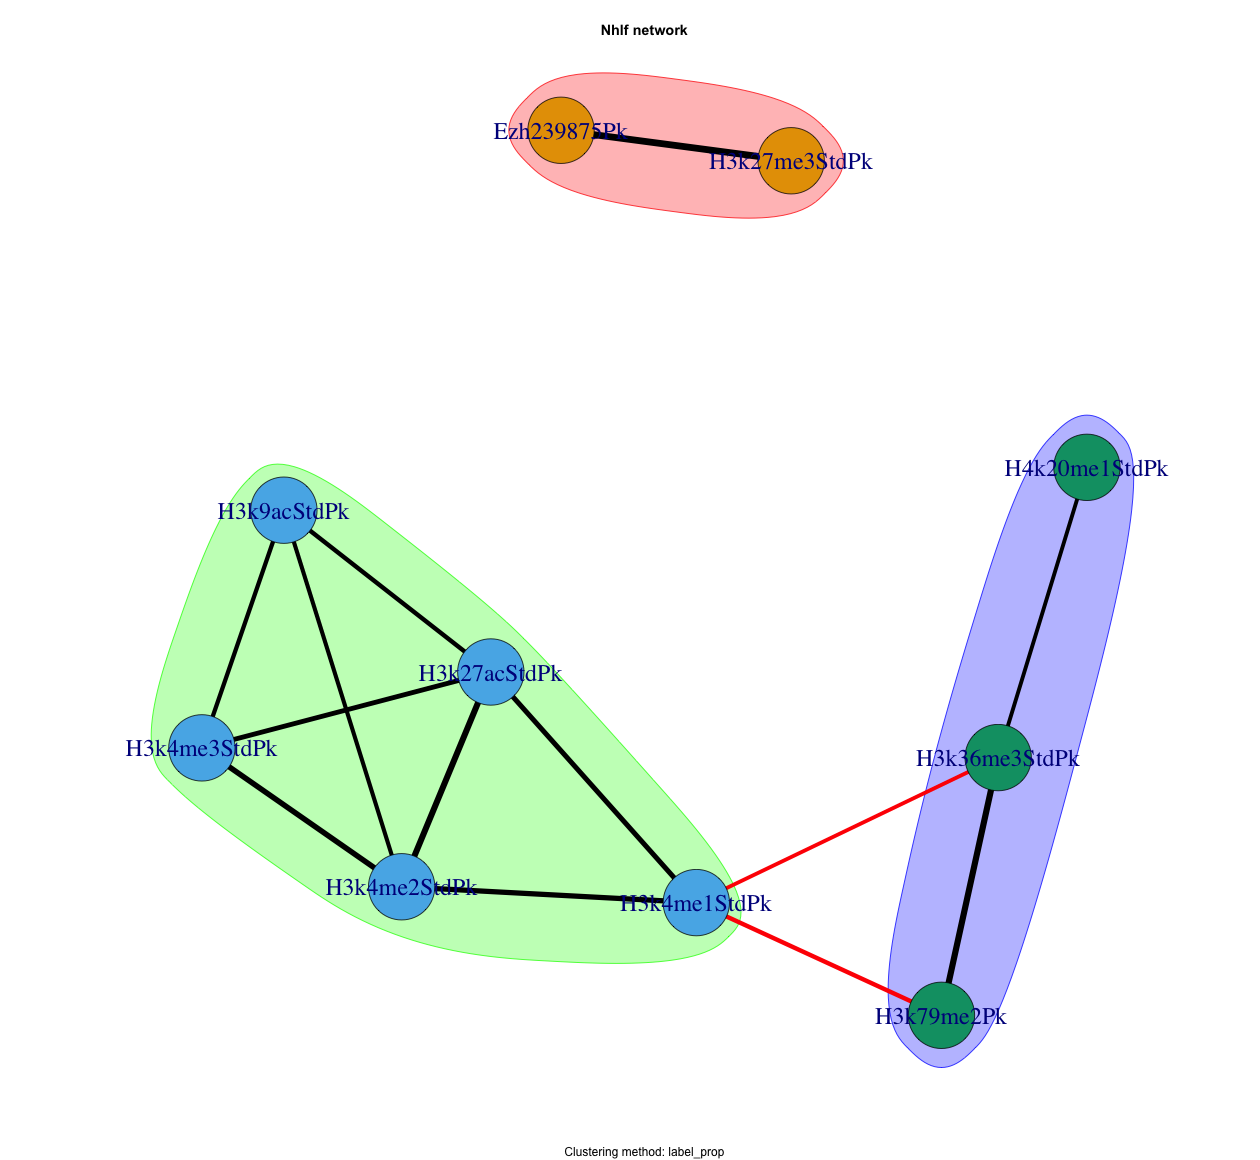 Nhlf network
Ezh239875Pk
H3k27me3StdPk
H4k20me1StdPk
H3k9acStdPk
H3k27acStdPk
H3k4me3StdPk
H3k36me3StdPk
H3k4me2StdPk
H3k4me1StdPk
H3k79me2Pk
Clustering method: label_prop